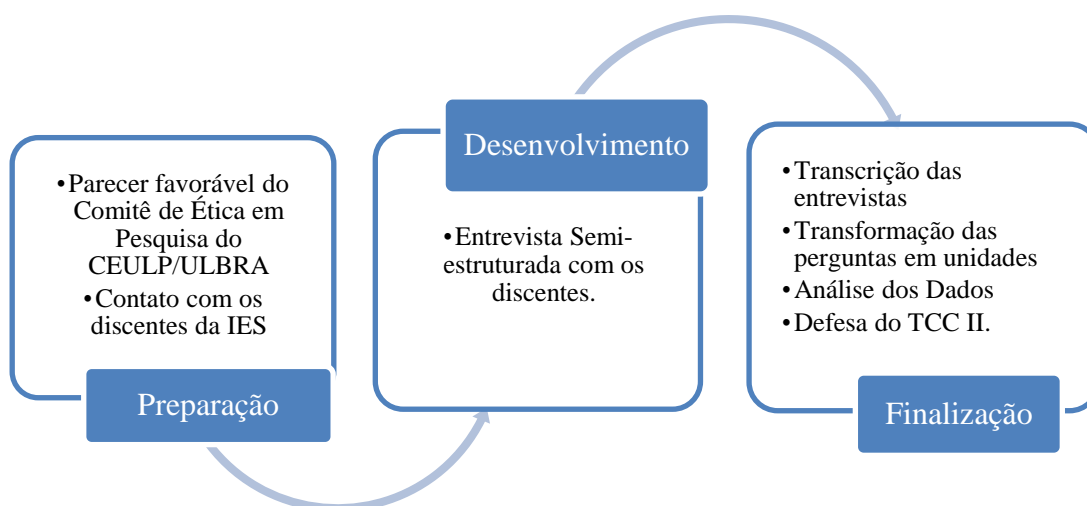 •Parecer favorável do
Comitê de Ética em
Pesquisa do
CEULP/ULBRA
•Contato com os
discentes da IES
Preparação
Desenvolvimento
•Entrevista Semi-
estruturada com os
discentes.
•Transcrição das
entrevistas
•Transformação das
perguntas em unidades
•Análise dos Dados
•Defesa do TCC II.
Finalização